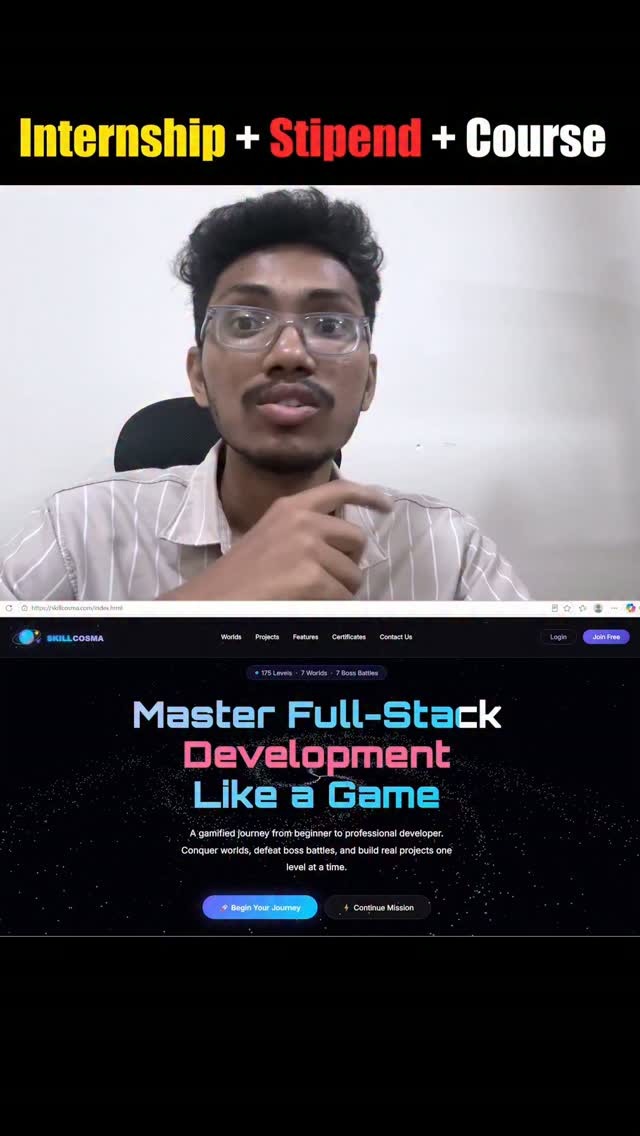 Internship + Stipend + Course
https://skillcosma.com/index.html
SKILLCOSMA
Worlds Projects Features Certificates Contact Us
Login Join Free
175 Levels · 7 Worlds · 7 Boss Battles
Master Full-Stack
Development
Like a Game
A gamified journey from beginner to professional developer.
Conquer worlds, defeat boss battles, and build real projects one
level at a time.
Begin Your Journey Continue Mission